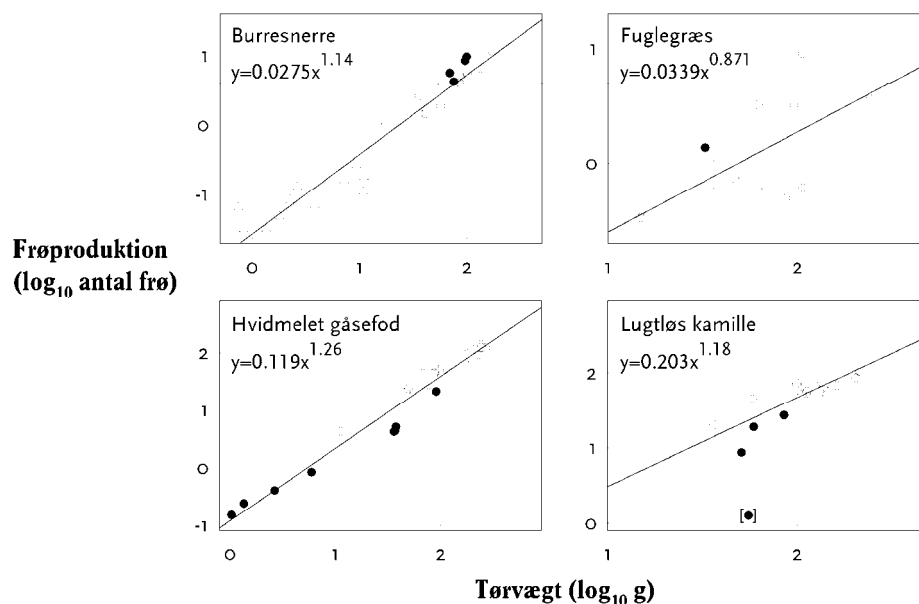 Burresnerre
y=0.0275x^1.14
1
0
-1
0
1
2
Fuglegræs
y=0.0339x^0.871
1
0
1
2
Frøproduktion
(log₁₀ antal frø)
Hvidmelet gåsefod
y=0.119x^1.26
2
1
0
-1
0
1
2
Lugtløs kamille
y=0.203x^1.18
2
1
0
[ ]
1
2
Tørvægt (log₁₀ g)